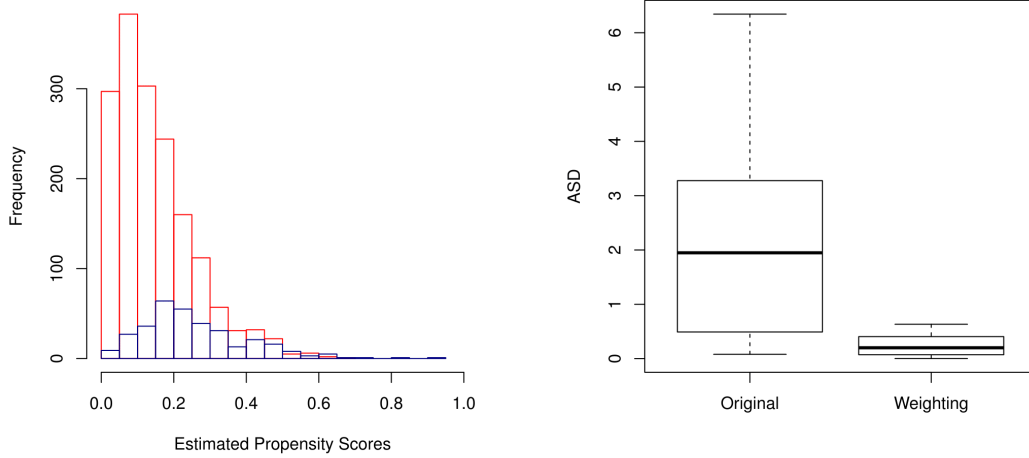 Frequency
0 100 200 300
0.0 0.2 0.4 0.6 0.8 1.0
Estimated Propensity Scores
ASD
0 1 2 3 4 5 6
Original Weighting